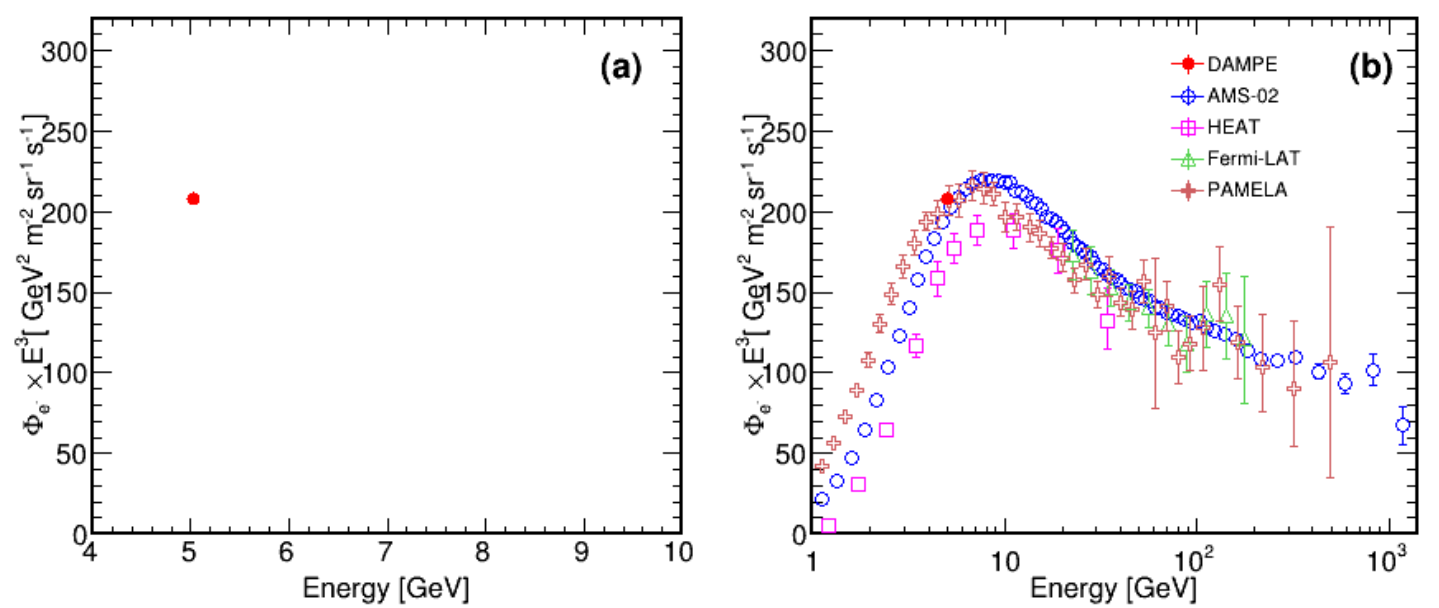 (a)
300
250
200
150
100
50
0
4 5 6 7 8 9 10
Energy [GeV]
Φe- ×E³[ GeV² m⁻² sr⁻¹ s⁻¹]
(b)
DAMPE
AMS-02
HEAT
Fermi-LAT
PAMELA
300
250
200
150
100
50
0
1 10 10² 10³
Energy [GeV]
Φe- ×E³[ GeV² m⁻² sr⁻¹ s⁻¹]